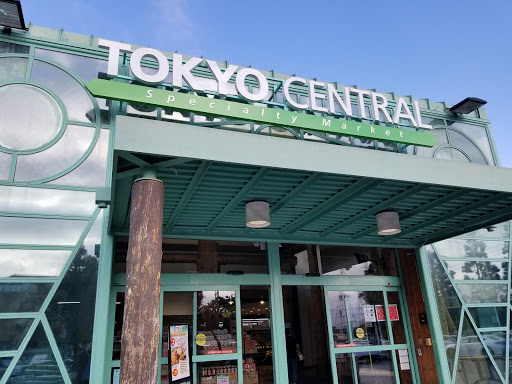 TOKYO CENTRAL
Specialty Market